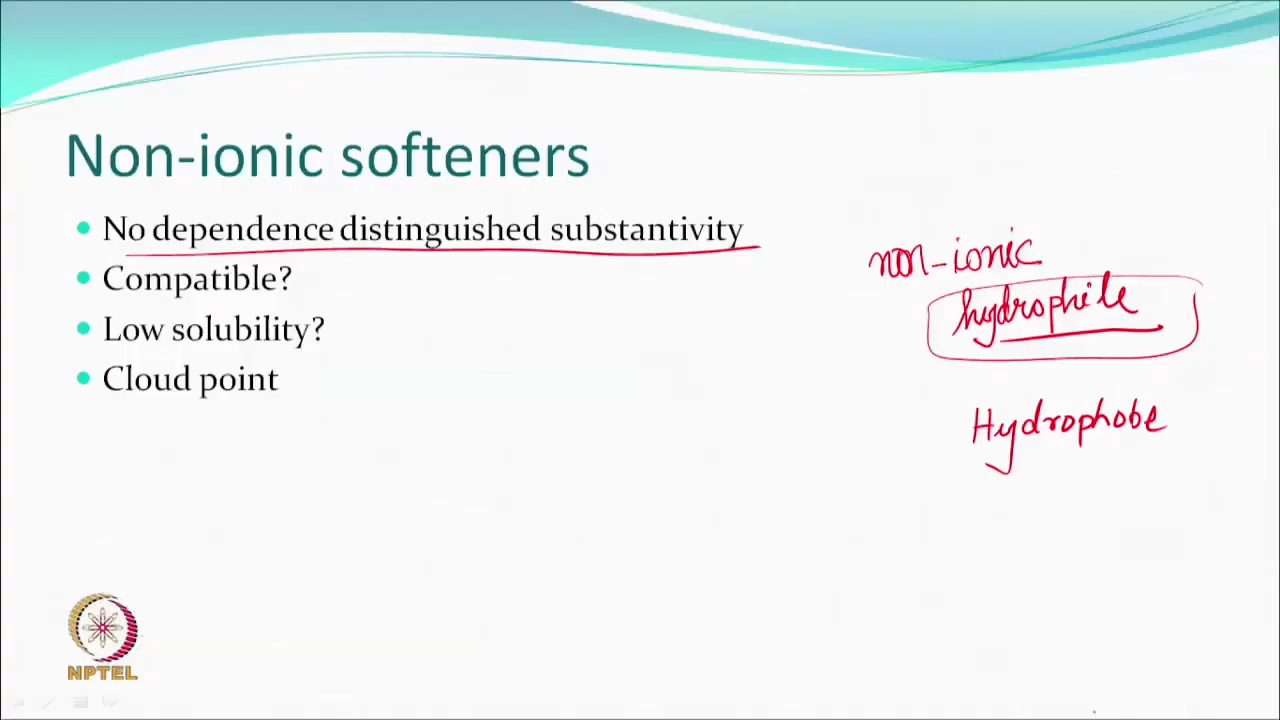 Non-ionic softeners
No dependence distinguished substantivity
Compatible?
Low solubility?
Cloud point
non-ionic
hydrophile
Hydrophobe
NPTEL